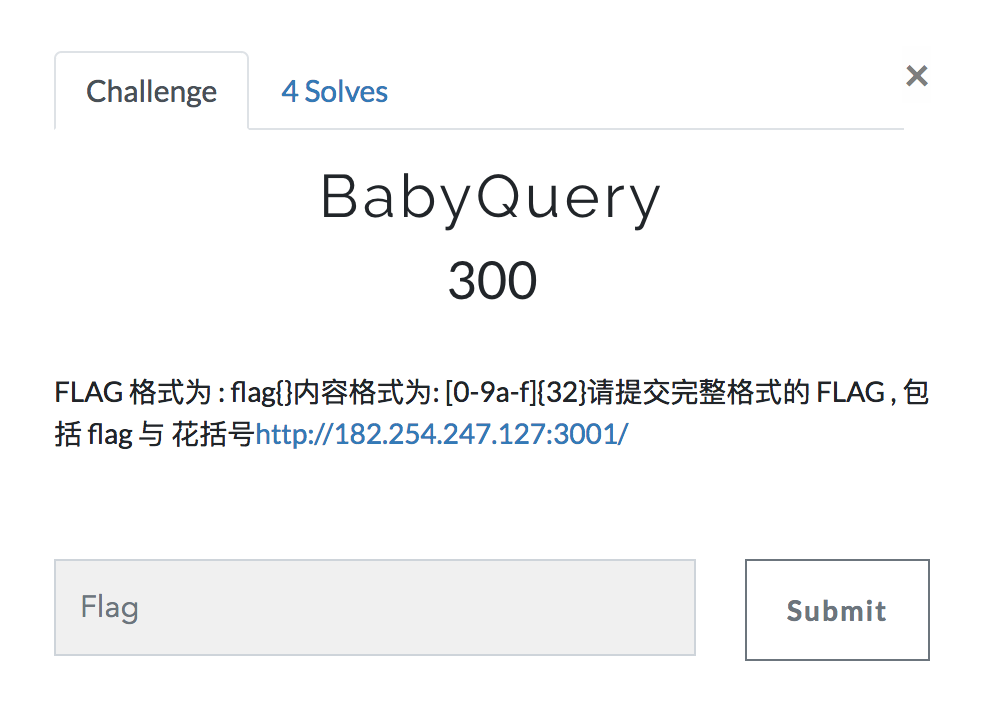 Challenge
4 Solves
×
BabyQuery
300
FLAG 格式为 : flag{}内容格式为: [0-9a-f]{32}请提交完整格式的 FLAG , 包
括 flag 与 花括号http://182.254.247.127:3001/
Flag
Submit